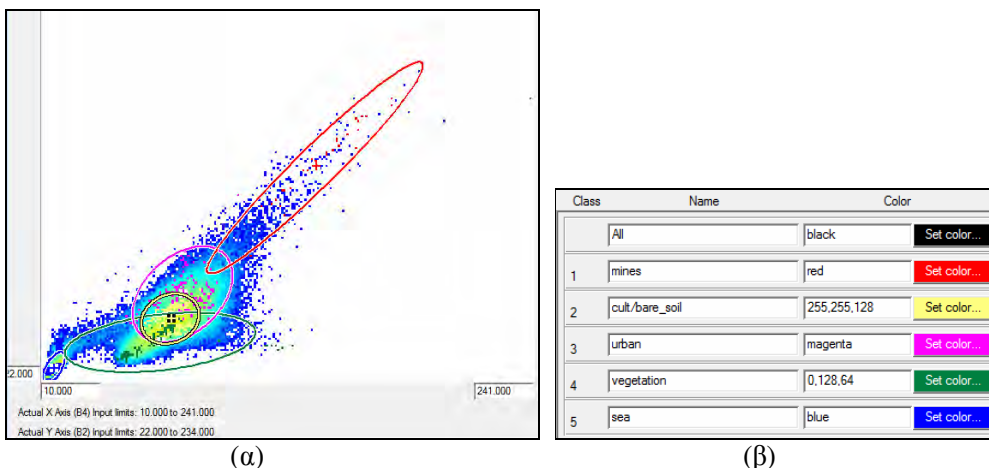 22.000
10.000 241.000
Actual X Axis (B4) Input limits: 10.000 to 241.000
Actual Y Axis (B2) Input limits: 22.000 to 234.000
(α)
Class Name Color
All black Set color...
1 mines red Set color...
2 cult/bare_soil 255,255,128 Set color...
3 urban magenta Set color...
4 vegetation 0,128,64 Set color...
5 sea blue Set color...
(β)